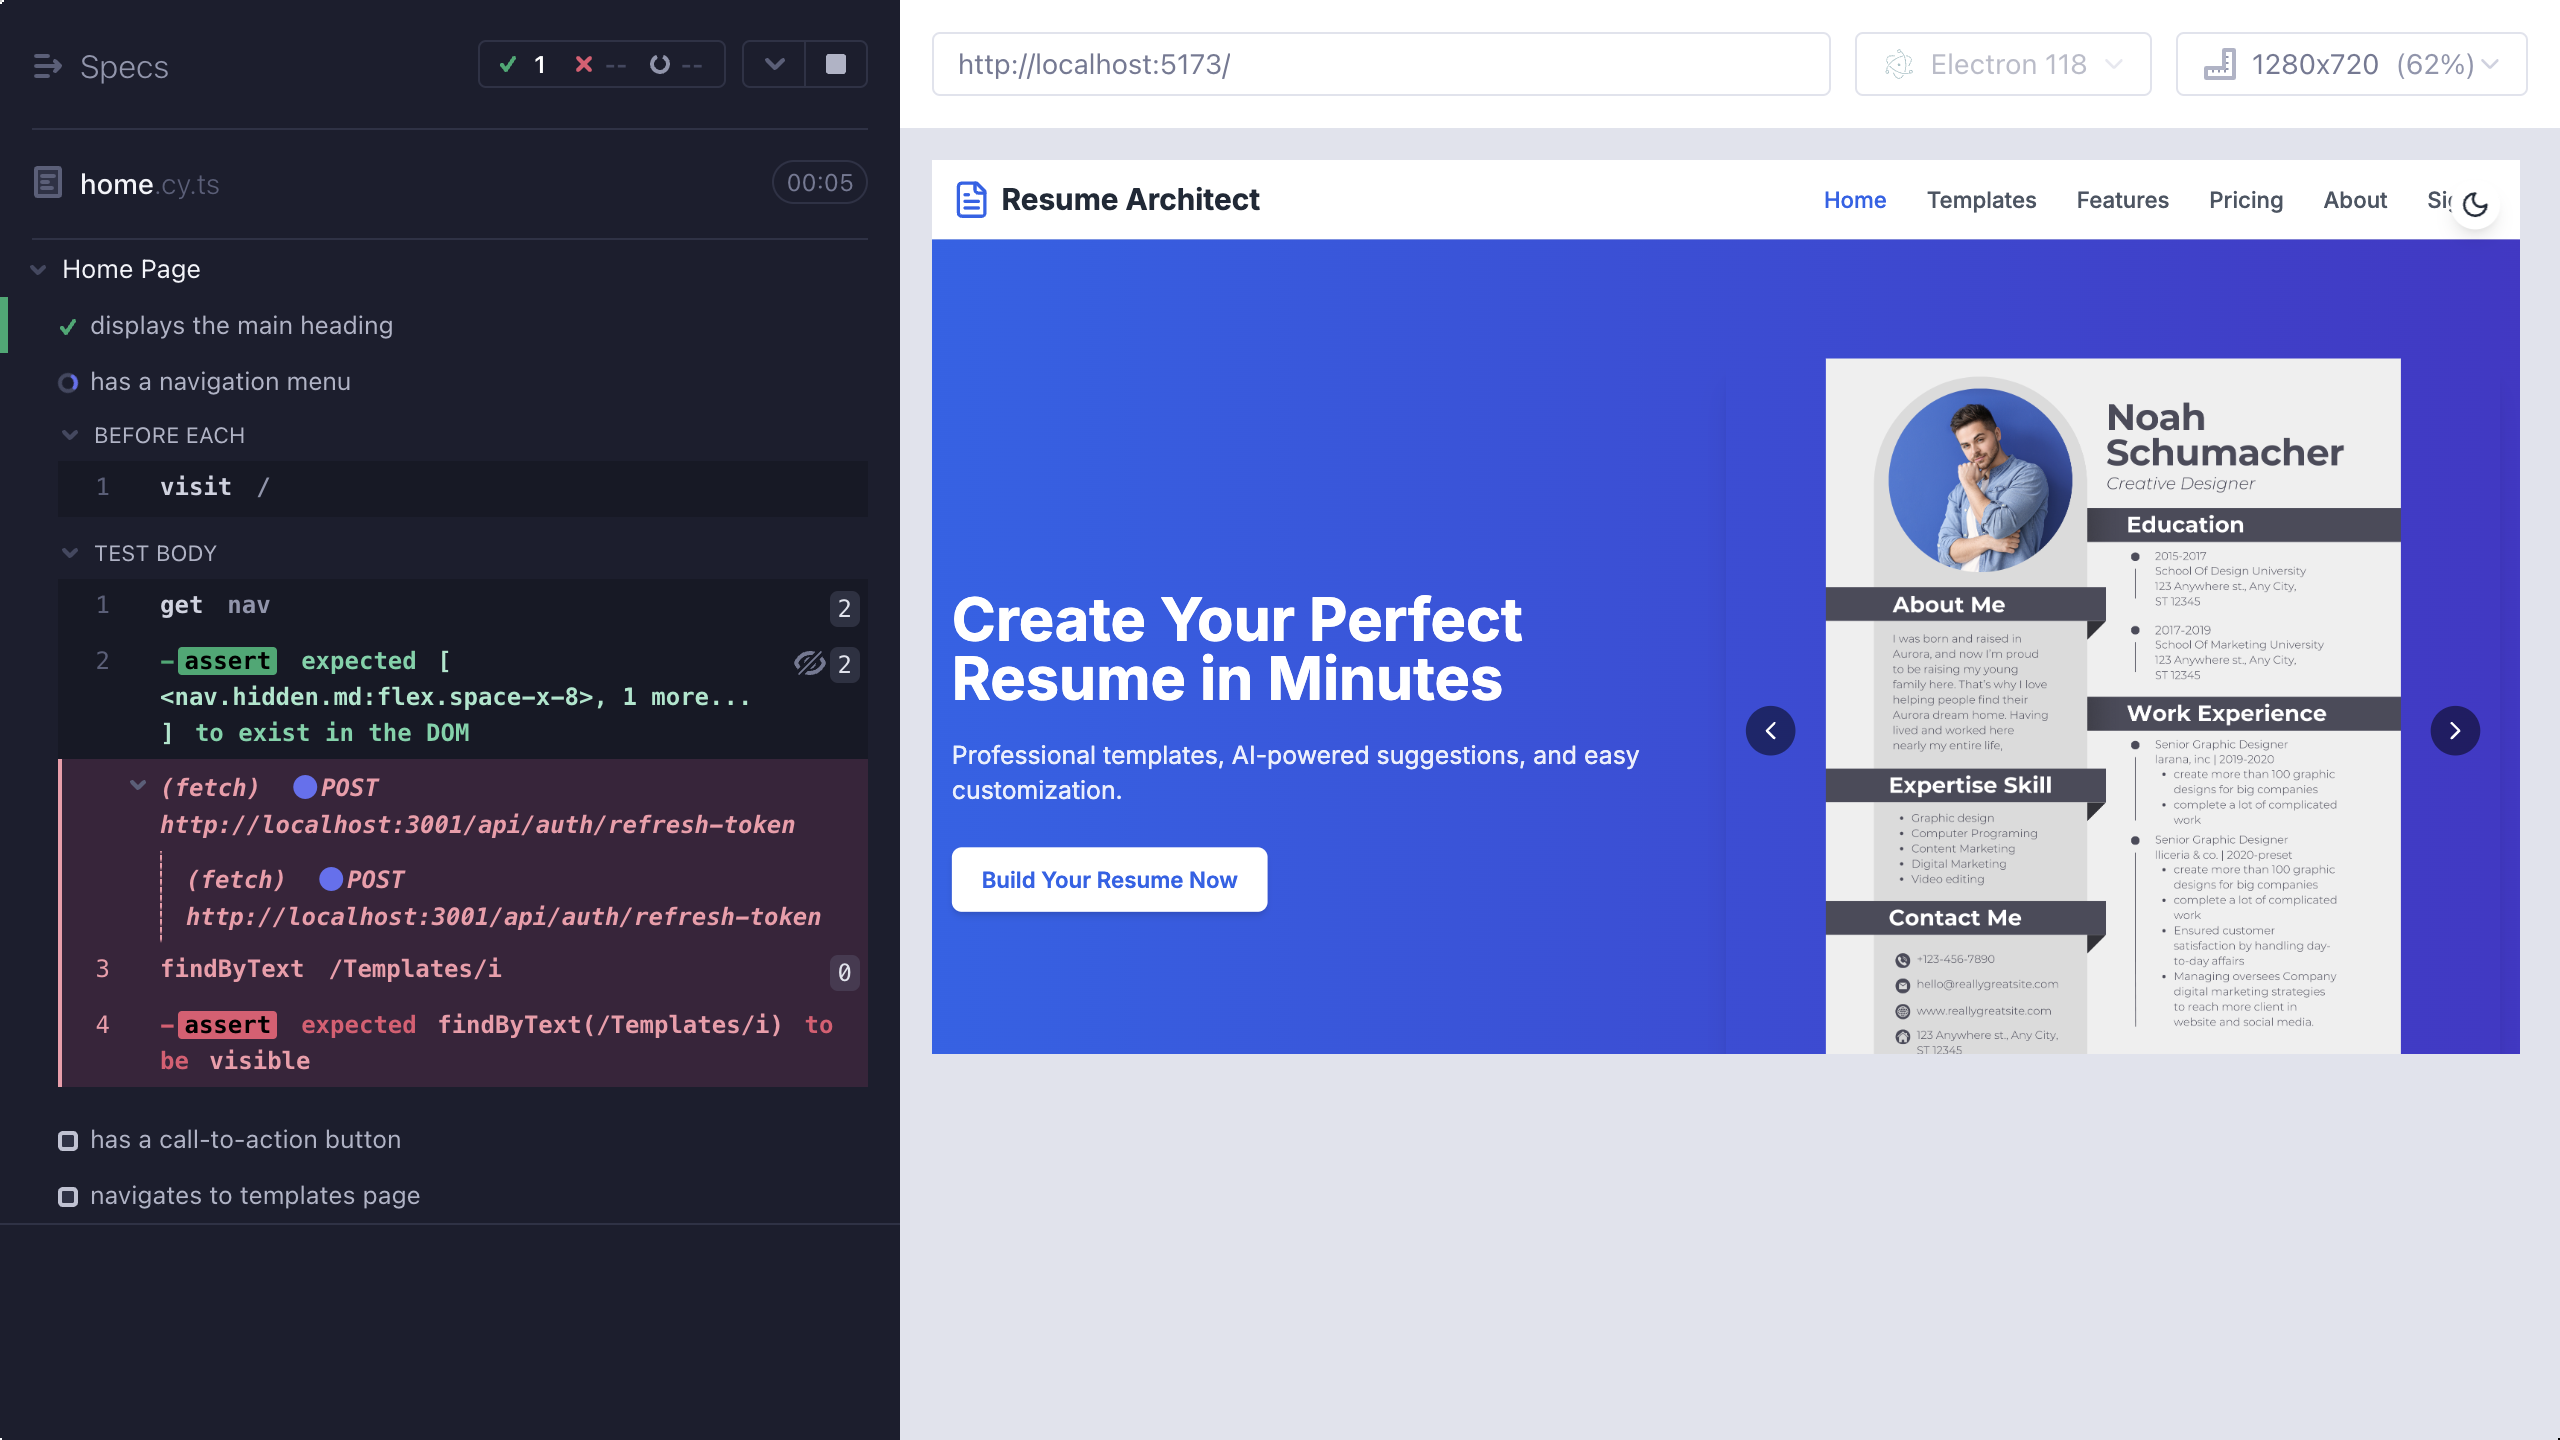 Specs
1 -- --
home.cy.ts
00:05
Home Page
displays the main heading
has a navigation menu
BEFORE EACH
1 visit /
TEST BODY
1 get nav 2
2 -assert expected [ 2
<nav.hidden.md:flex.space-x-8>, 1 more...
] to exist in the DOM
(fetch) POST
http://localhost:3001/api/auth/refresh-token
(fetch) POST
http://localhost:3001/api/auth/refresh-token
3 findByText /Templates/i 0
4 -assert expected findByText(/Templates/i) to
be visible
has a call-to-action button
navigates to templates page
http://localhost:5173/
Electron 118
1280x720 (62%)
Resume Architect
Home Templates Features Pricing About
Create Your Perfect
Resume in Minutes
Professional templates, AI-powered suggestions, and easy
customization.
Build Your Resume Now
Noah
Schumacher
Creative Designer
About Me
I was born and raised in
Aurora, and now I'm proud
to be raising my young
family here. That's why I love
helping people find their
Aurora dream home. Having
lived and worked here
nearly my entire life,
Expertise Skill
• Graphic design
• Computer Programing
• Content Marketing
• Digital Marketing
• Video editing
Contact Me
+123-456-7890
hello@reallygreatsite.com
www.reallygreatsite.com
123 Anywhere st., Any City,
ST 12345
Education
2015-2017
School Of Design University
123 Anywhere st., Any City,
ST 12345
2017-2019
School Of Marketing University
123 Anywhere st., Any City,
ST 12345
Work Experience
Senior Graphic Designer
larana, inc | 2019-2020
• create more than 100 graphic
designs for big companies
• complete a lot of complicated
work
Senior Graphic Designer
lliceria & co. | 2020-preset
• create more than 100 graphic
designs for big companies
• complete a lot of complicated
work
• Ensured customer
satisfaction by handling day-
to-day affairs
• Managing oversees Company
digital marketing strategies
to reach more client in
website and social media.